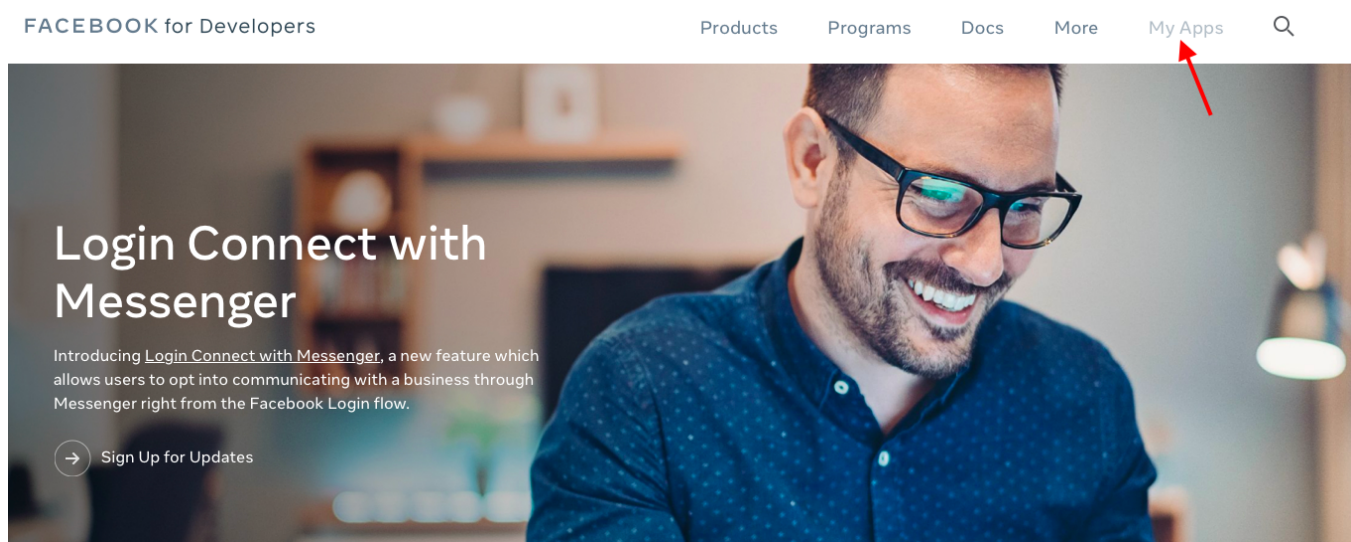 FACEBOOK for Developers
Products Programs Docs More My Apps
Login Connect with
Messenger
Introducing Login Connect with Messenger, a new feature which
allows users to opt into communicating with a business through
Messenger right from the Facebook Login flow.
Sign Up for Updates